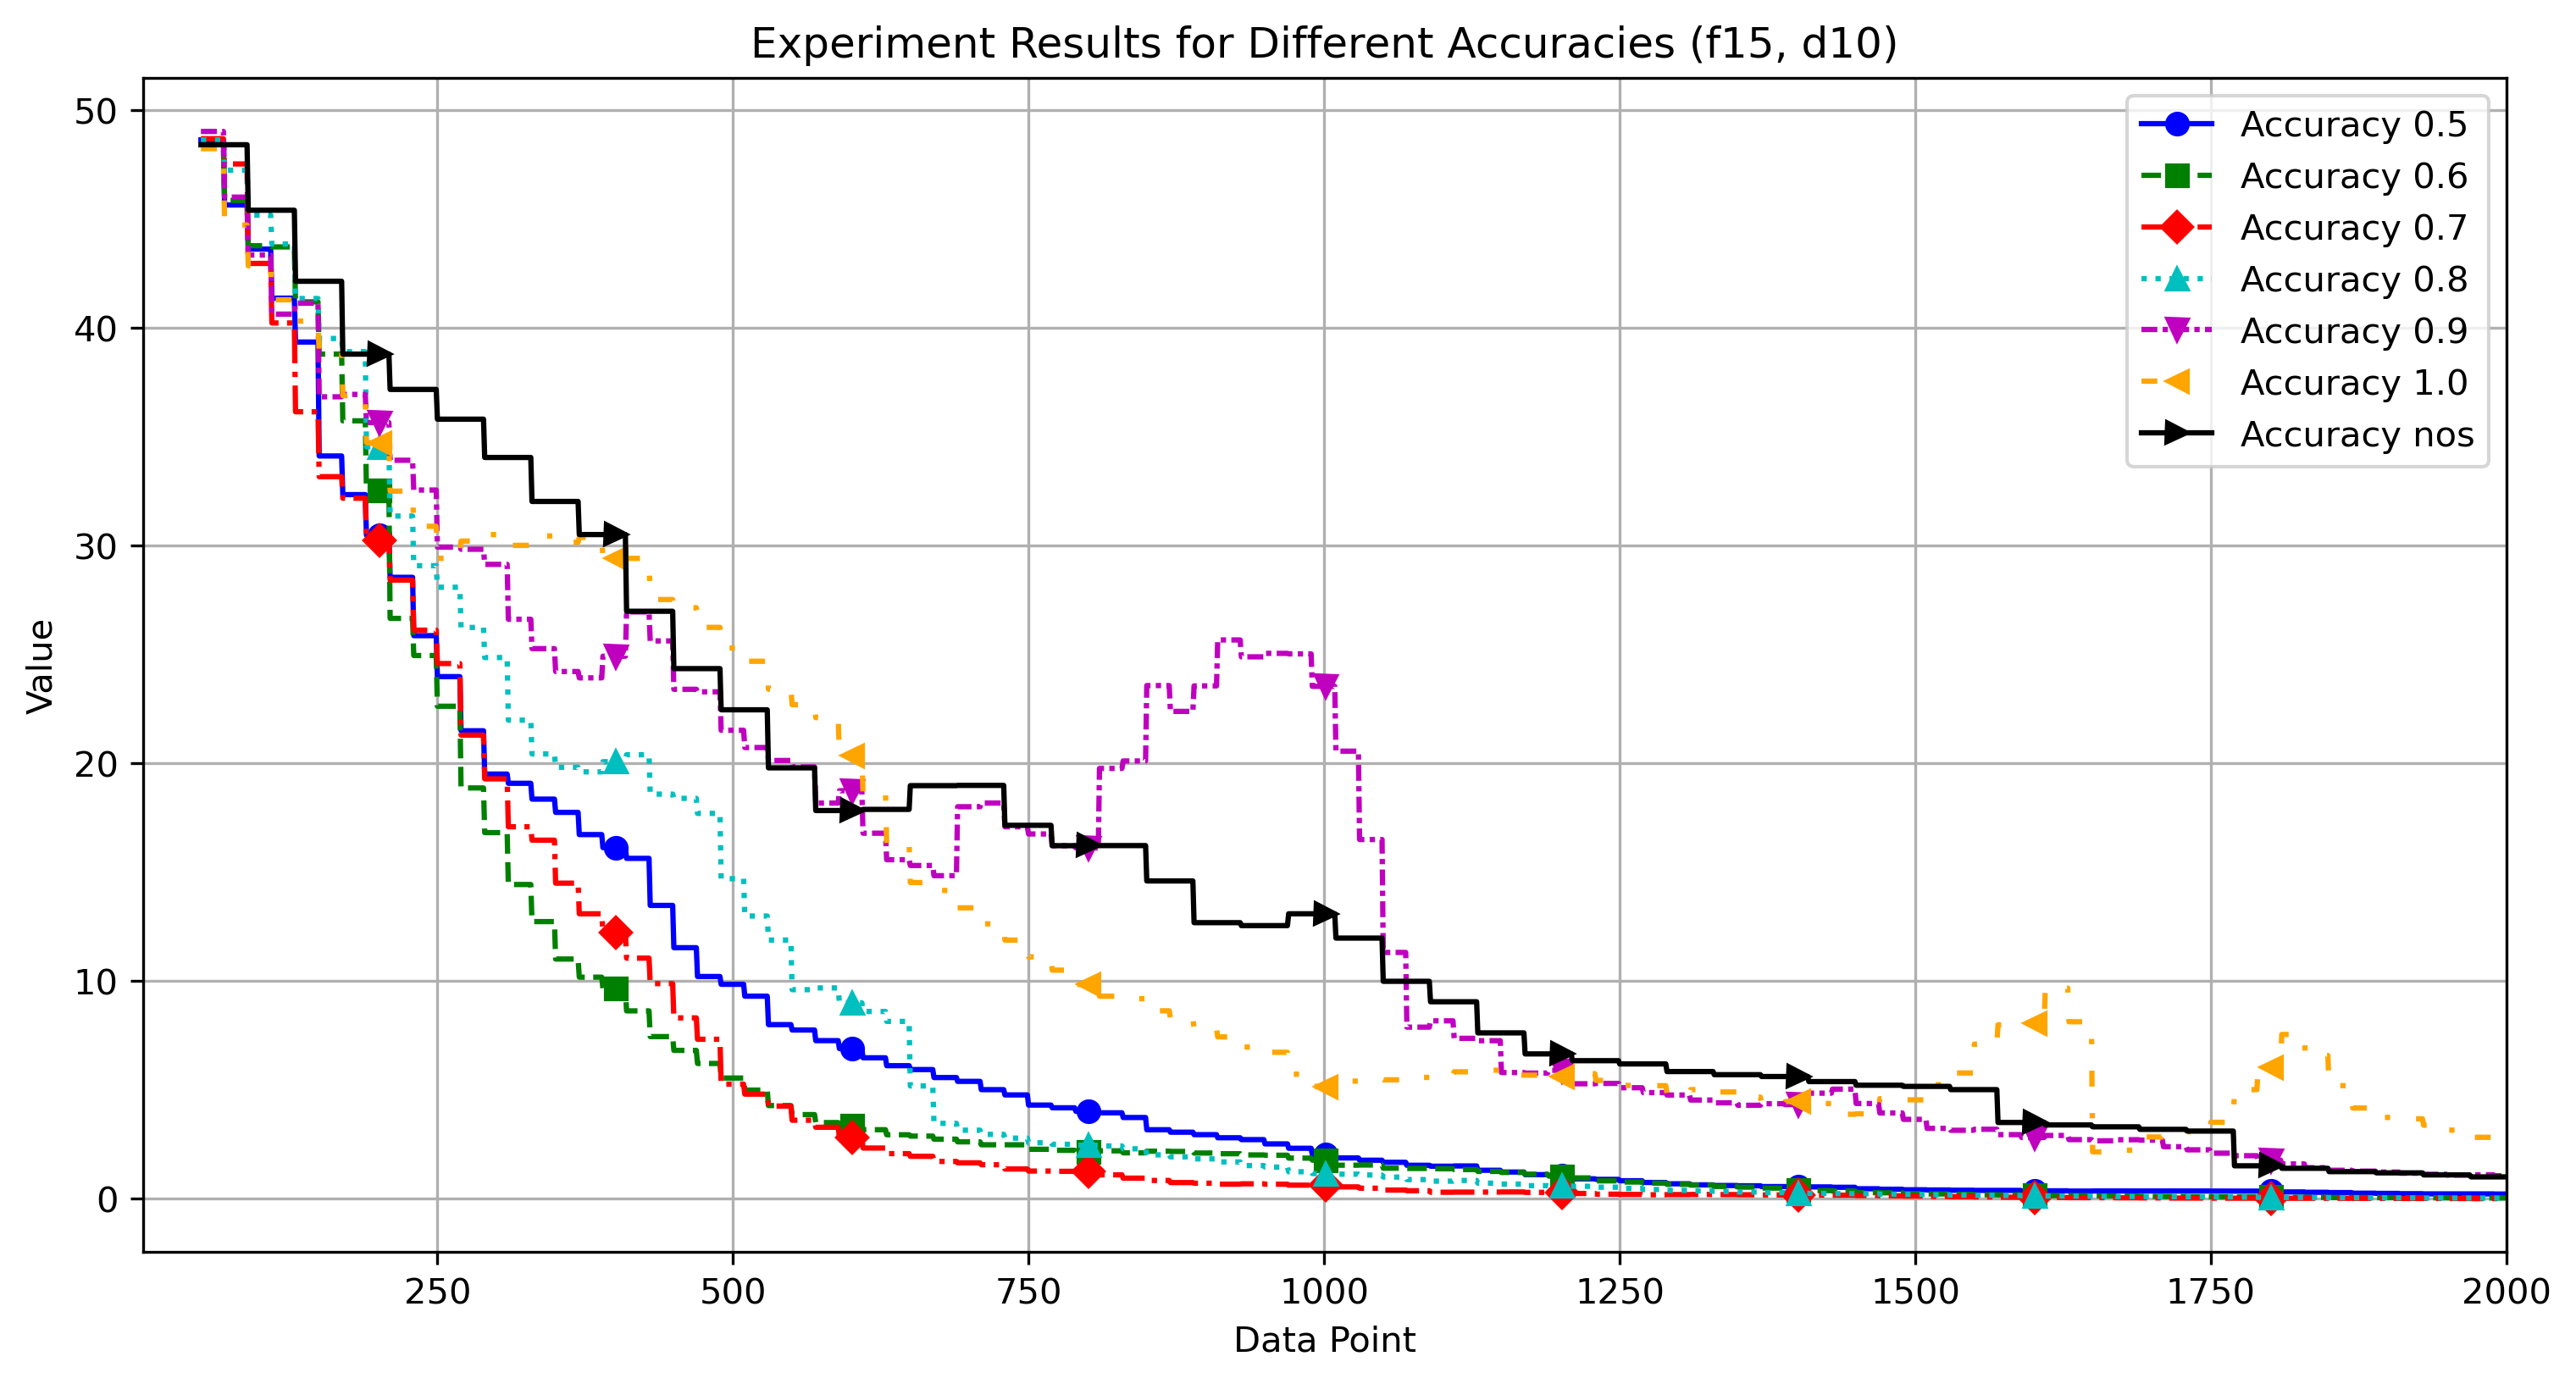 Experiment Results for Different Accuracies (f15, d10)
50
40
30
20
10
0
Value
Accuracy 0.5
Accuracy 0.6
Accuracy 0.7
Accuracy 0.8
Accuracy 0.9
Accuracy 1.0
Accuracy nos
250 500 750 1000 1250 1500 1750 2000
Data Point